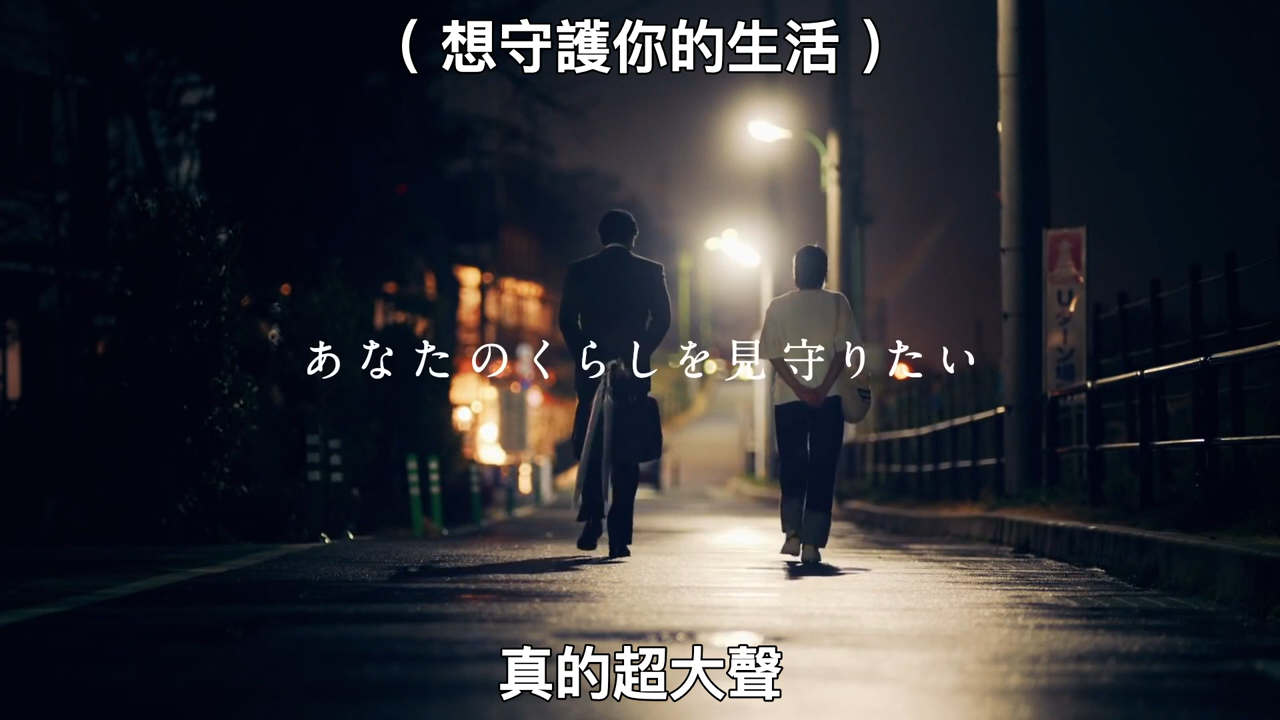 （想守護你的生活）
あなたのくらしを見守りたい
真的超大聲